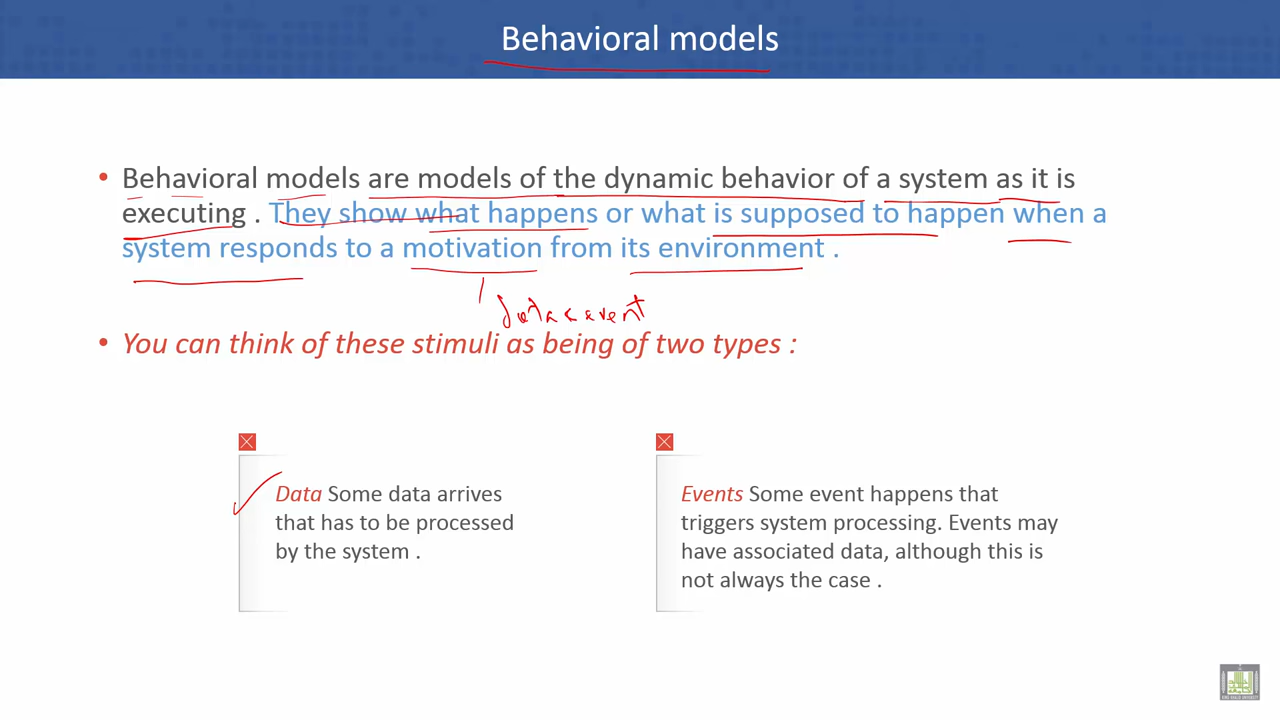 Behavioral models
• Behavioral models are models of the dynamic behavior of a system as it is
executing . They show what happens or what is supposed to happen when a
system responds to a motivation from its environment .
• You can think of these stimuli as being of two types :
Data Some data arrives
that has to be processed
by the system .
Events Some event happens that
triggers system processing. Events may
have associated data, although this is
not always the case .